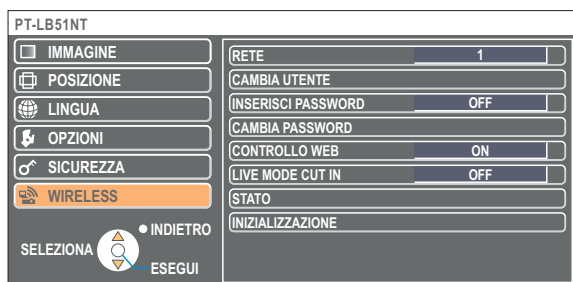 PT-LB51NT
IMMAGINE
POSIZIONE
LINGUA
OPZIONI
SICUREZZA
WIRELESS
INDIETRO
SELEZIONA
ESEGUI
RETE 1
CAMBIA UTENTE
INSERISCI PASSWORD OFF
CAMBIA PASSWORD
CONTROLLO WEB ON
LIVE MODE CUT IN OFF
STATO
INIZIALIZZAZIONE